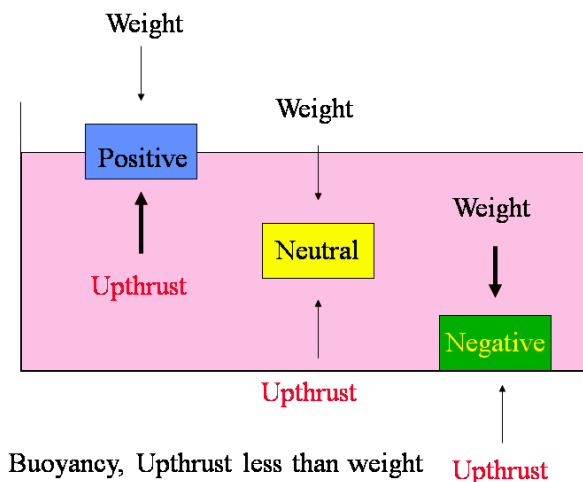 Weight
Positive
Upthrust
Weight
Neutral
Upthrust
Weight
Negative
Upthrust
Buoyancy, Upthrust less than weight